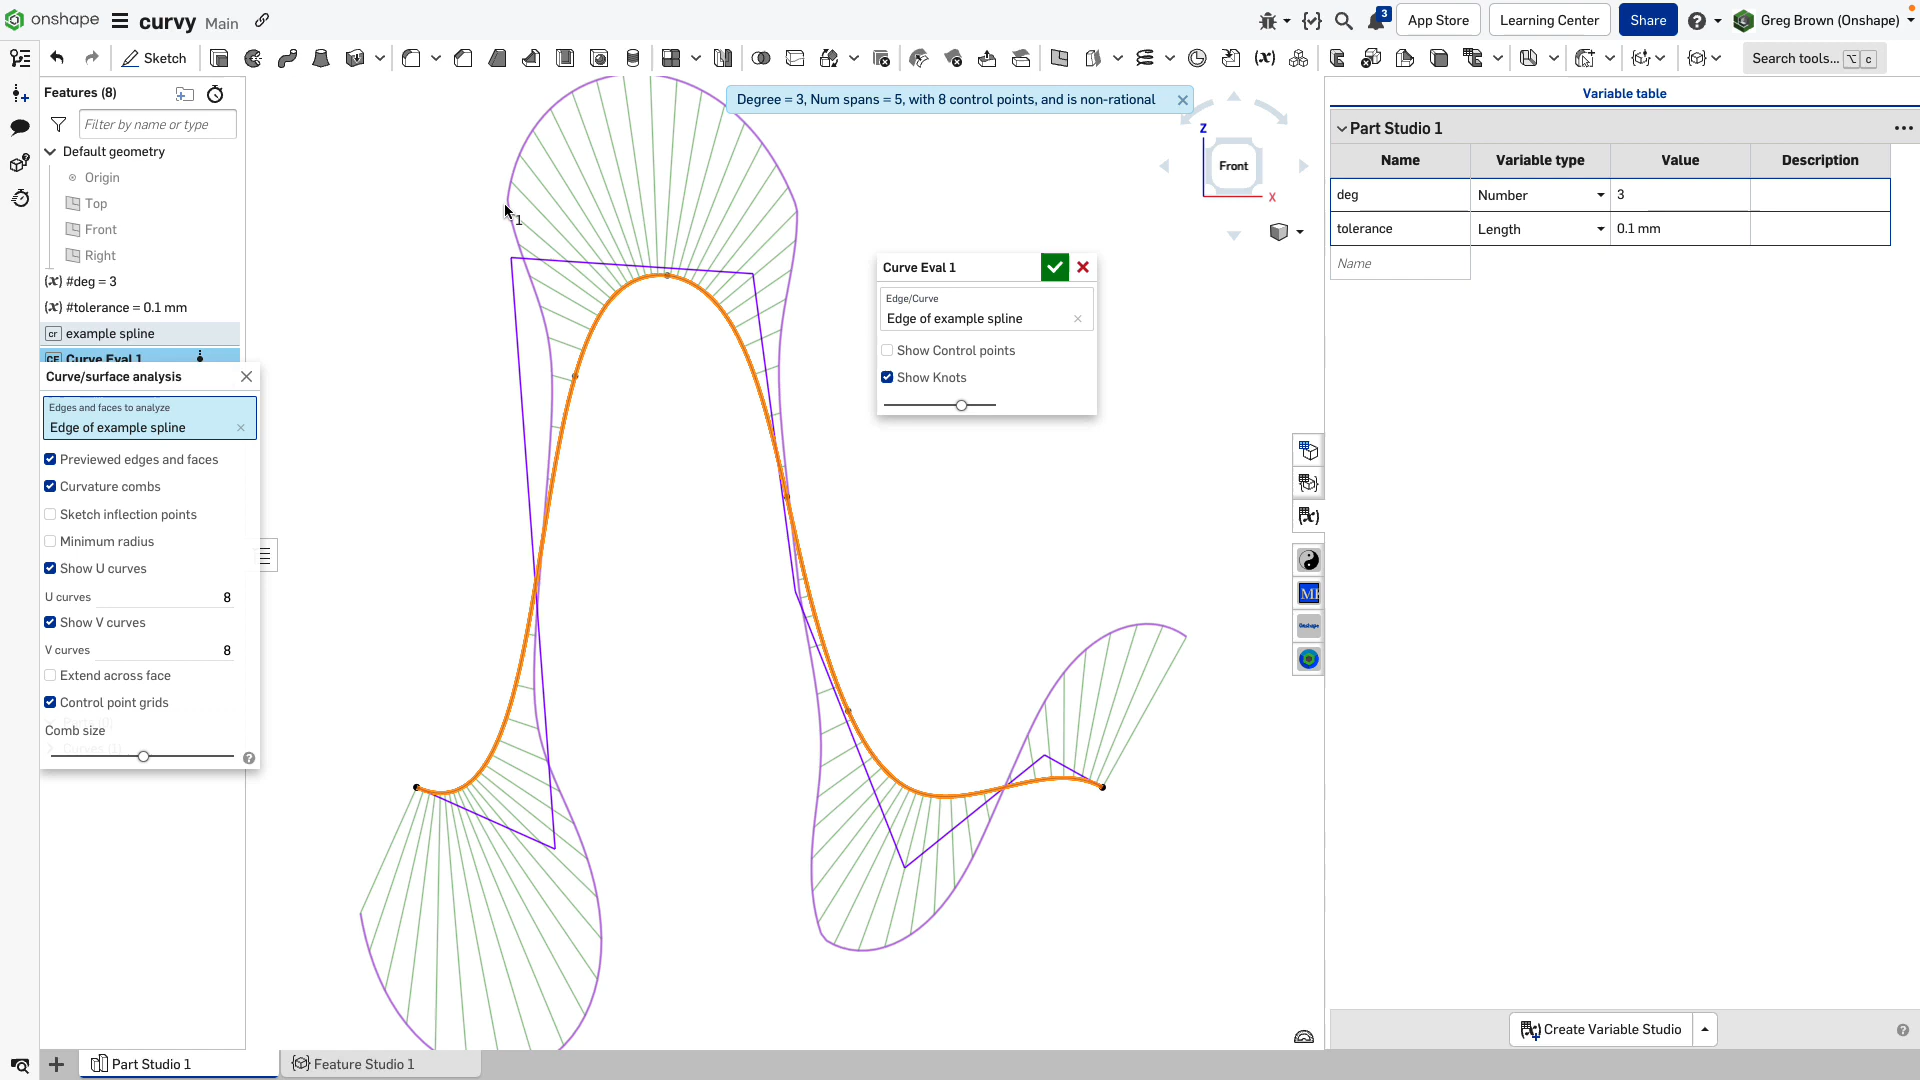 onshape
curvy Main
3
App Store
Learning Center
Share
Greg Brown (Onshape)
Sketch
Search tools... ⌥ c
Features (8)
Filter by name or type
Default geometry
Origin
Top
Front
Right
(x) #deg = 3
(x) #tolerance = 0.1 mm
cr example spline
CE Curve Eval 1
Curve/surface analysis
Edges and faces to analyze
Edge of example spline
Previewed edges and faces
Curvature combs
Sketch inflection points
Minimum radius
Show U curves
U curves 8
Show V curves
V curves 8
Extend across face
Control point grids
Comb size
Degree = 3, Num spans = 5, with 8 control points, and is non-rational
1
Z
Front
X
Curve Eval 1
Edge/Curve
Edge of example spline
Show Control points
Show Knots
Variable table
Part Studio 1
Name Variable type Value Description
deg Number 3
tolerance Length 0.1 mm
Name
Onshape
(x) Create Variable Studio
Part Studio 1
Feature Studio 1